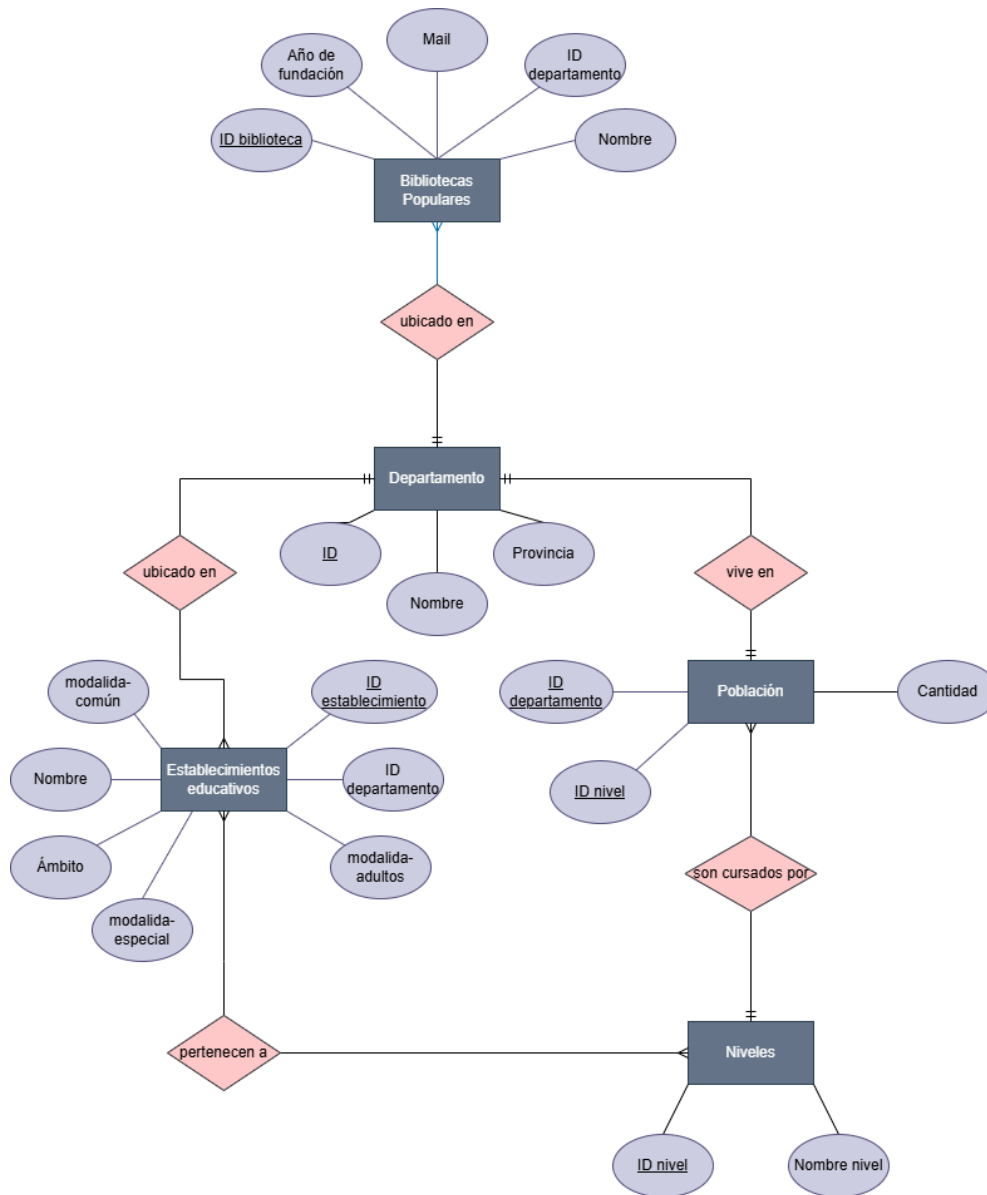 Mail
Año de
fundación
ID
departamento
ID biblioteca
Nombre
Bibliotecas
Populares
ubicado en
Departamento
ID
Provincia
Nombre
ubicado en
vive en
modalida-
común
ID
establecimiento
ID
departamento
Población
Cantidad
Nombre
Establecimientos
educativos
ID
departamento
ID nivel
Ámbito
modalida-
adultos
modalida-
especial
son cursados por
pertenecen a
Niveles
ID nivel
Nombre nivel